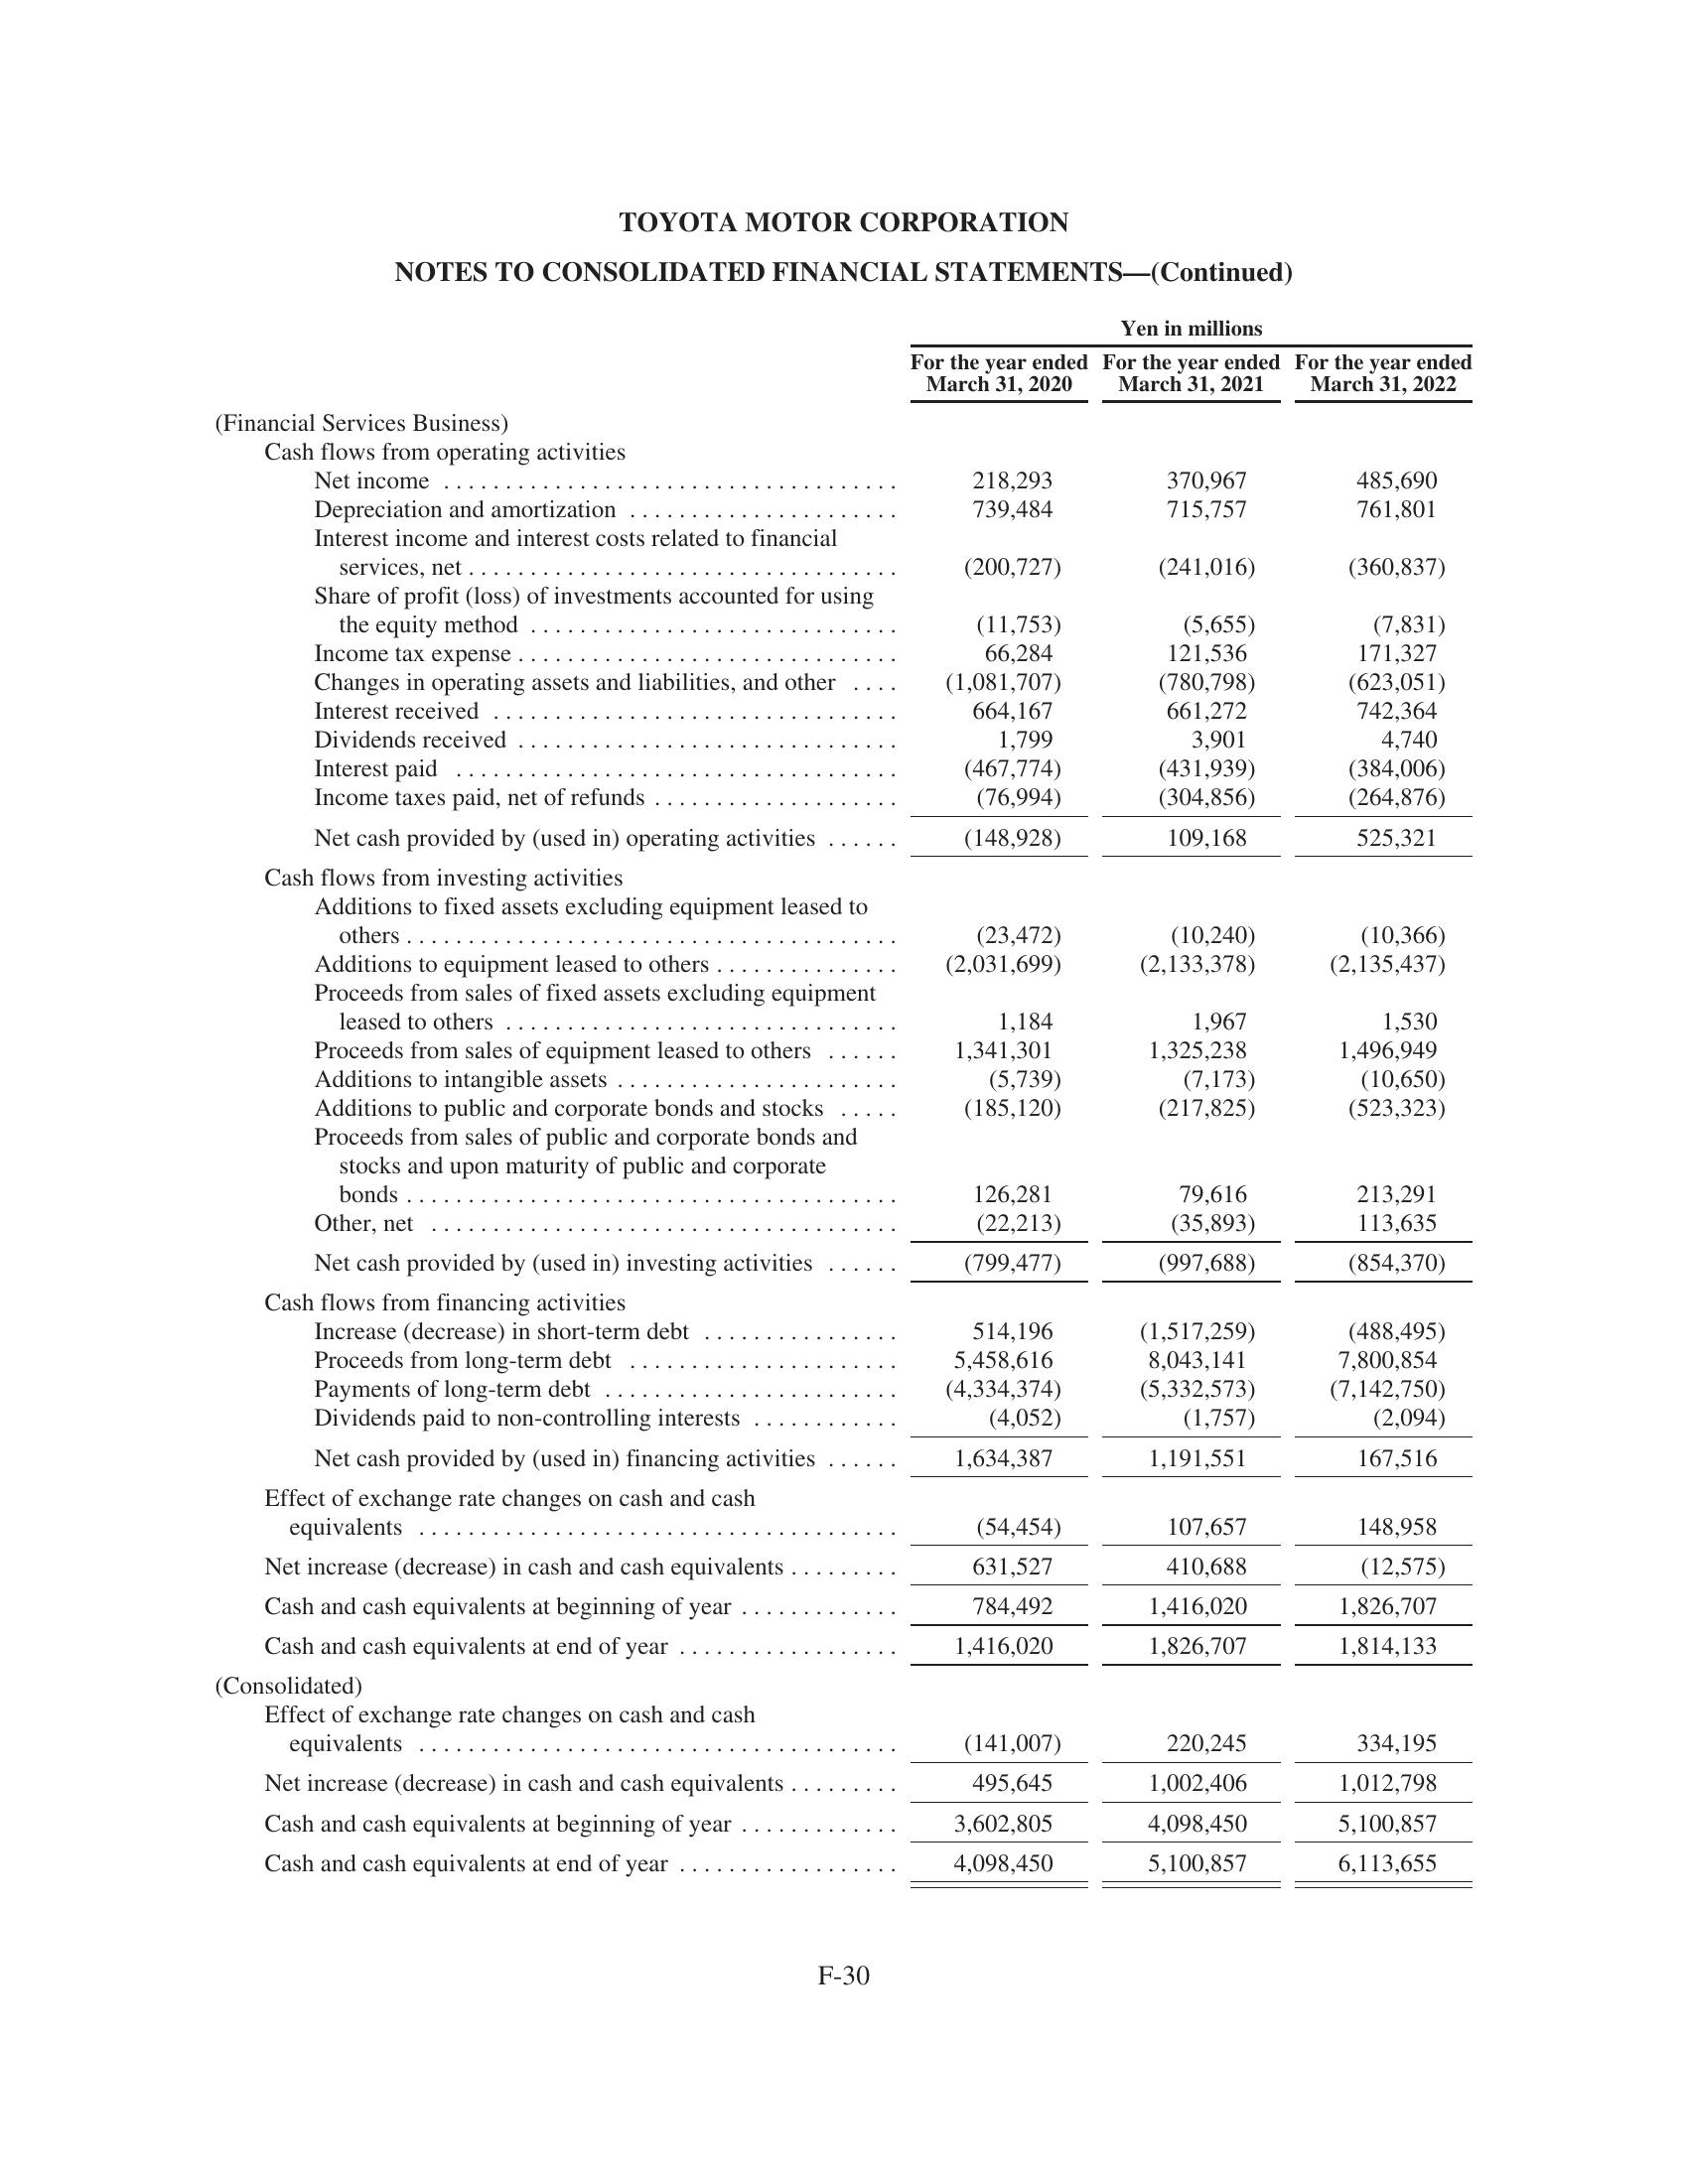 TOYOTA MOTOR CORPORATION
NOTES TO CONSOLIDATED FINANCIAL STATEMENTS—(Continued)
Yen in millions
For the year ended March 31, 2020 For the year ended March 31, 2021 For the year ended March 31, 2022
(Financial Services Business)
Cash flows from operating activities
Net income 218,293 370,967 485,690
Depreciation and amortization 739,484 715,757 761,801
Interest income and interest costs related to financial
services, net (200,727) (241,016) (360,837)
Share of profit (loss) of investments accounted for using
the equity method (11,753) (5,655) (7,831)
Income tax expense 66,284 121,536 171,327
Changes in operating assets and liabilities, and other (1,081,707) (780,798) (623,051)
Interest received 664,167 661,272 742,364
Dividends received 1,799 3,901 4,740
Interest paid (467,774) (431,939) (384,006)
Income taxes paid, net of refunds (76,994) (304,856) (264,876)
Net cash provided by (used in) operating activities (148,928) 109,168 525,321
Cash flows from investing activities
Additions to fixed assets excluding equipment leased to
others (23,472) (10,240) (10,366)
Additions to equipment leased to others (2,031,699) (2,133,378) (2,135,437)
Proceeds from sales of fixed assets excluding equipment
leased to others 1,184 1,967 1,530
Proceeds from sales of equipment leased to others 1,341,301 1,325,238 1,496,949
Additions to intangible assets (5,739) (7,173) (10,650)
Additions to public and corporate bonds and stocks (185,120) (217,825) (523,323)
Proceeds from sales of public and corporate bonds and
stocks and upon maturity of public and corporate
bonds 126,281 79,616 213,291
Other, net (22,213) (35,893) 113,635
Net cash provided by (used in) investing activities (799,477) (997,688) (854,370)
Cash flows from financing activities
Increase (decrease) in short-term debt 514,196 (1,517,259) (488,495)
Proceeds from long-term debt 5,458,616 8,043,141 7,800,854
Payments of long-term debt (4,334,374) (5,332,573) (7,142,750)
Dividends paid to non-controlling interests (4,052) (1,757) (2,094)
Net cash provided by (used in) financing activities 1,634,387 1,191,551 167,516
Effect of exchange rate changes on cash and cash
equivalents (54,454) 107,657 148,958
Net increase (decrease) in cash and cash equivalents 631,527 410,688 (12,575)
Cash and cash equivalents at beginning of year 784,492 1,416,020 1,826,707
Cash and cash equivalents at end of year 1,416,020 1,826,707 1,814,133
(Consolidated)
Effect of exchange rate changes on cash and cash
equivalents (141,007) 220,245 334,195
Net increase (decrease) in cash and cash equivalents 495,645 1,002,406 1,012,798
Cash and cash equivalents at beginning of year 3,602,805 4,098,450 5,100,857
Cash and cash equivalents at end of year 4,098,450 5,100,857 6,113,655
F-30